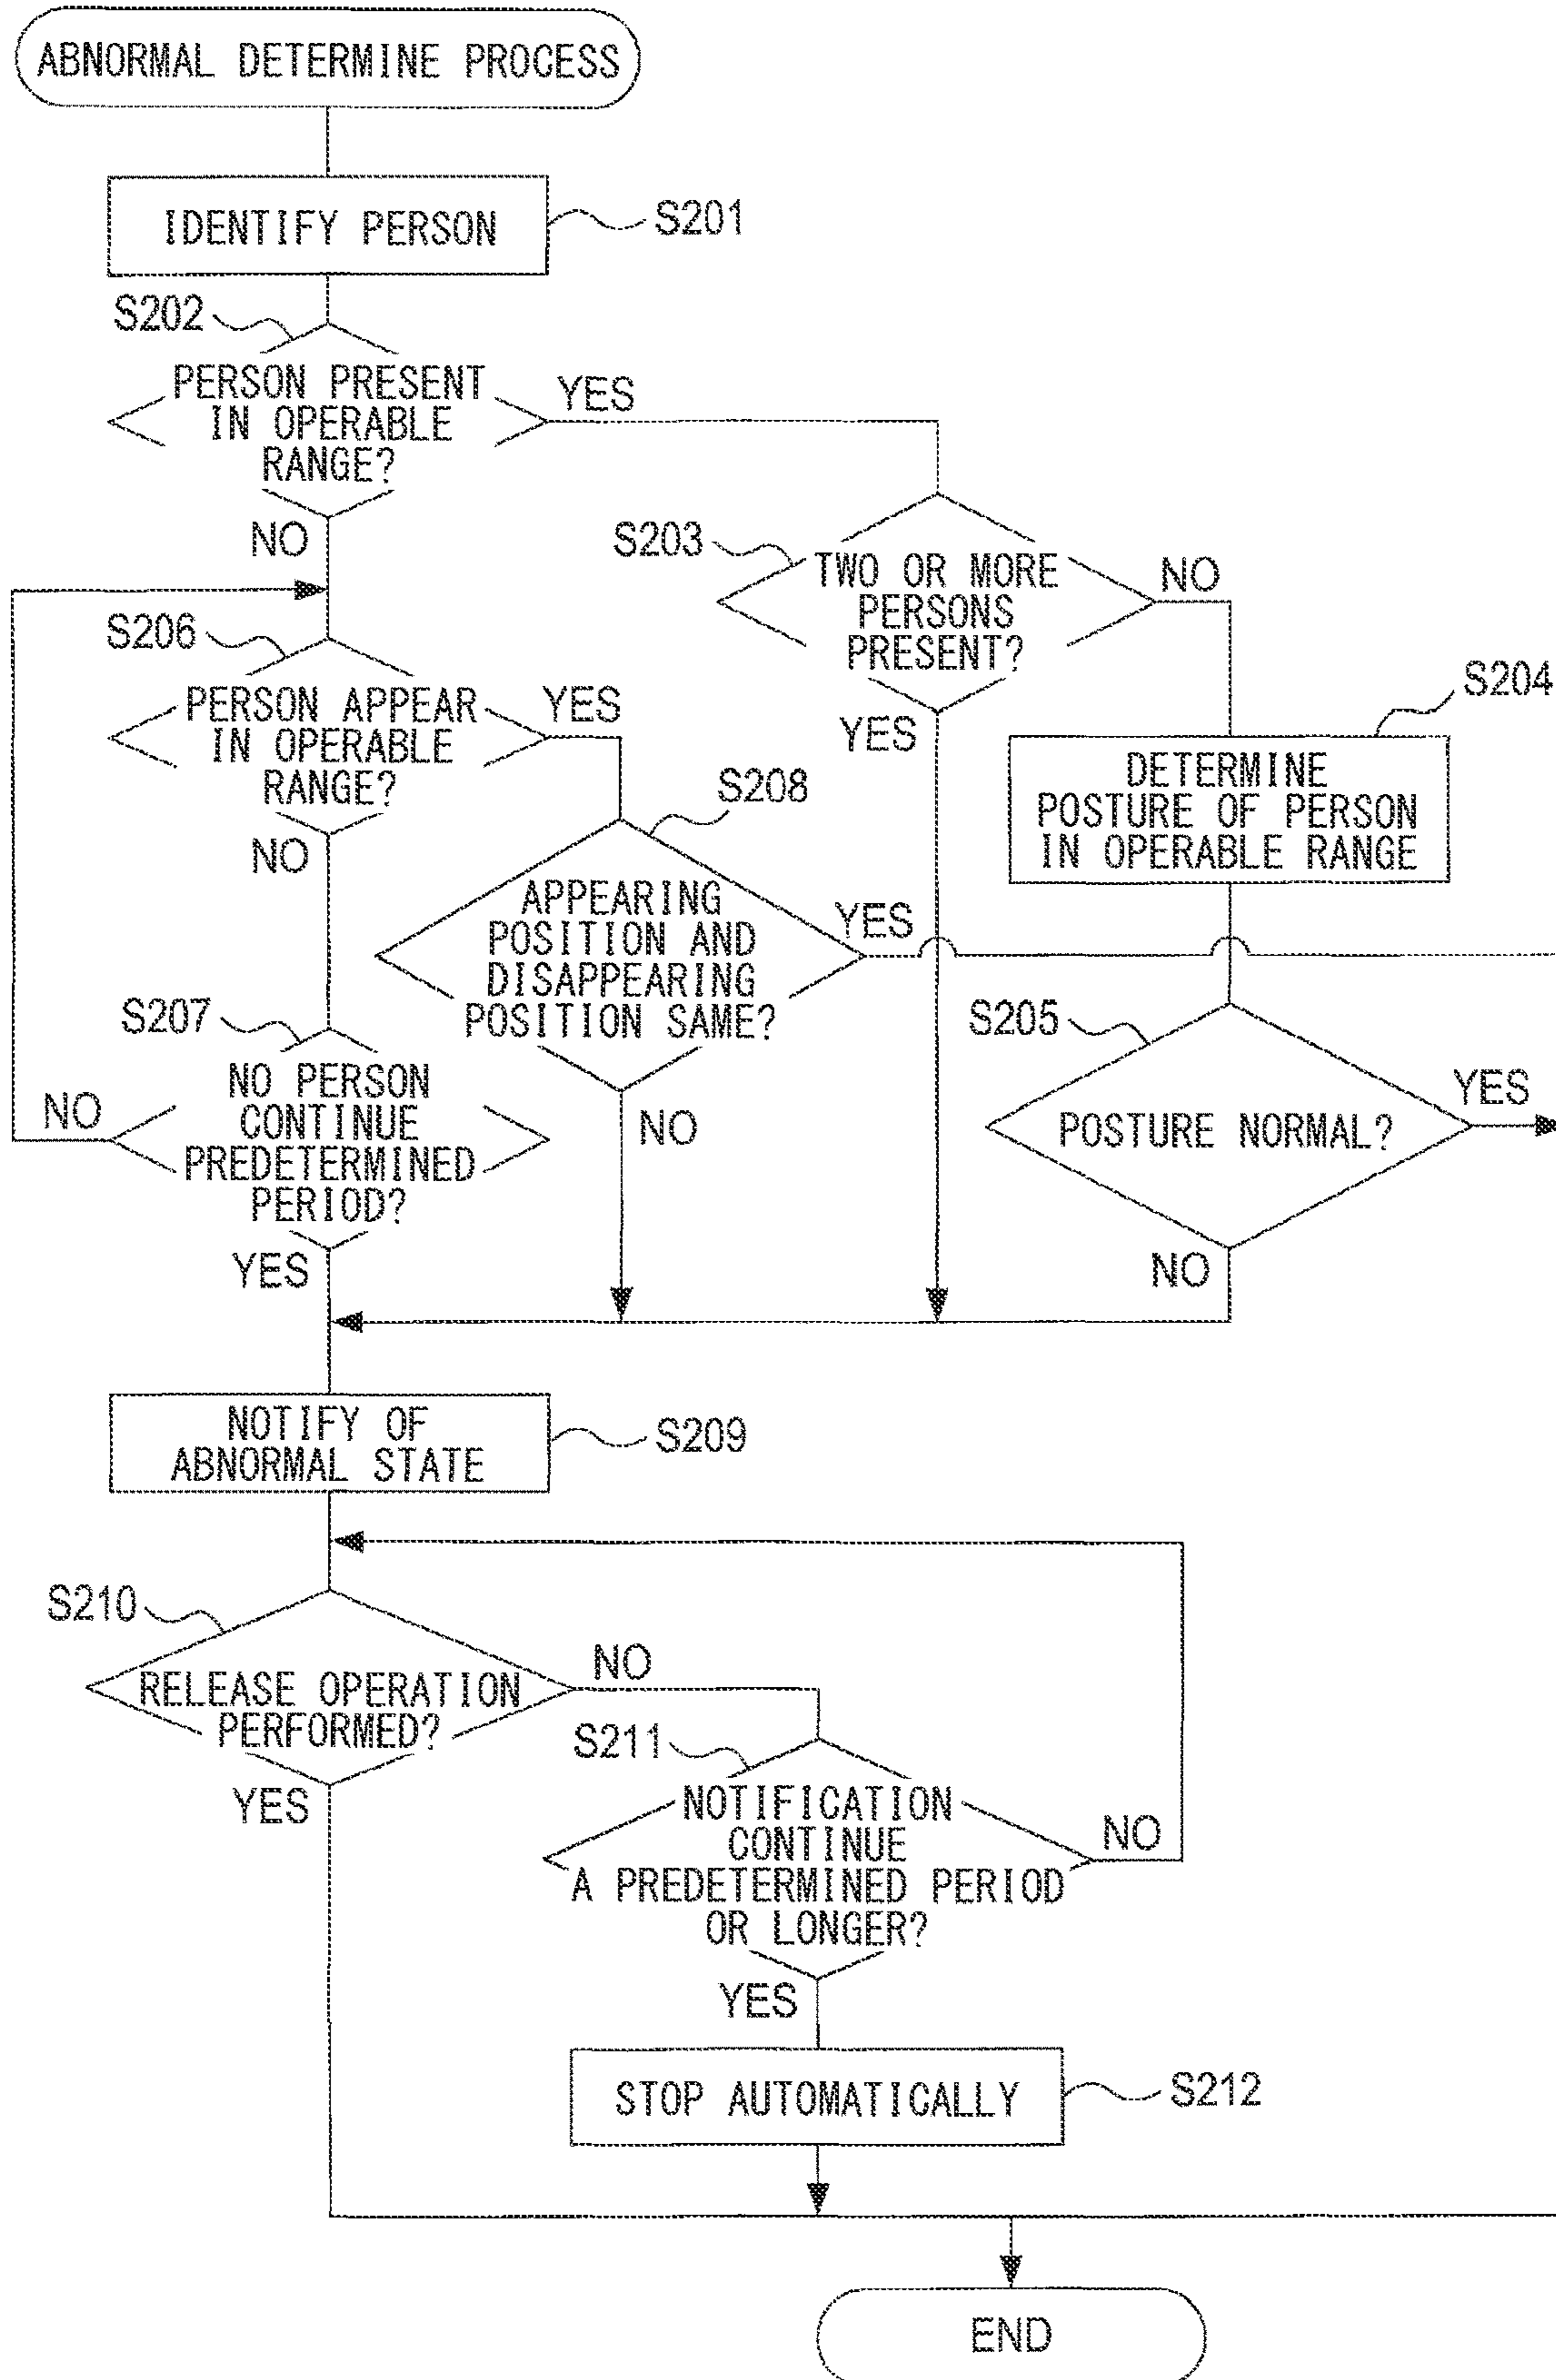 ABNORMAL DETERMINE PROCESS
IDENTIFY PERSON
S201
S202
PERSON PRESENT
IN OPERABLE
RANGE?
YES
NO
S203
TWO OR MORE
PERSONS
PRESENT?
NO
YES
S204
DETERMINE
POSTURE OF PERSON
IN OPERABLE RANGE
S206
PERSON APPEAR
IN OPERABLE
RANGE?
YES
NO
S208
APPEARING
POSITION AND
DISAPPEARING
POSITION SAME?
YES
NO
S205
POSTURE NORMAL?
YES
NO
S207
NO PERSON
CONTINUE
PREDETERMINED
PERIOD?
NO
YES
NOTIFY OF
ABNORMAL STATE
S209
S210
RELEASE OPERATION
PERFORMED?
NO
YES
S211
NOTIFICATION
CONTINUE
A PREDETERMINED PERIOD
OR LONGER?
NO
YES
STOP AUTOMATICALLY
S212
END